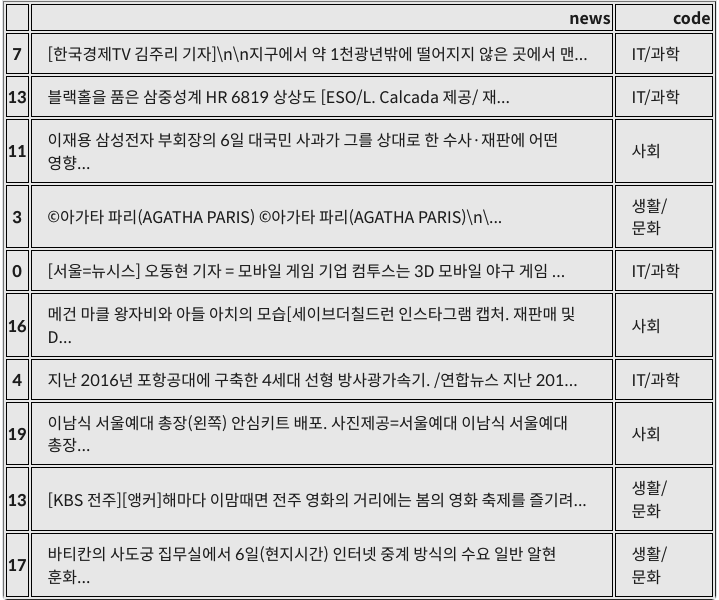 news code
7 [한국경제TV 김주리 기자]\n\n지구에서 약 1천광년밖에 떨어지지 않은 곳에서 맨... IT/과학
13 블랙홀을 품은 삼중성계 HR 6819 상상도 [ESO/L. Calcada 제공/ 재... IT/과학
11 이재용 삼성전자 부회장의 6일 대국민 사과가 그를 상대로 한 수사·재판에 어떤
영향... 사회
3 ©아가타 파리(AGATHA PARIS) ©아가타 파리(AGATHA PARIS)\n\... 생활/
문화
0 [서울=뉴시스] 오동현 기자 = 모바일 게임 기업 컴투스는 3D 모바일 야구 게임 ... IT/과학
16 메건 마클 왕자비와 아들 아치의 모습[세이브더칠드런 인스타그램 캡처. 재판매 및
D... 사회
4 지난 2016년 포항공대에 구축한 4세대 선형 방사광가속기. /연합뉴스 지난 201... IT/과학
19 이남식 서울예대 총장(왼쪽) 안심키트 배포. 사진제공=서울예대 이남식 서울예대
총장... 사회
13 [KBS 전주][앵커]해마다 이맘때면 전주 영화의 거리에는 봄의 영화 축제를 즐기려... 생활/
문화
17 바티칸의 사도궁 집무실에서 6일(현지시간) 인터넷 중계 방식의 수요 일반 알현
훈화... 생활/
문화